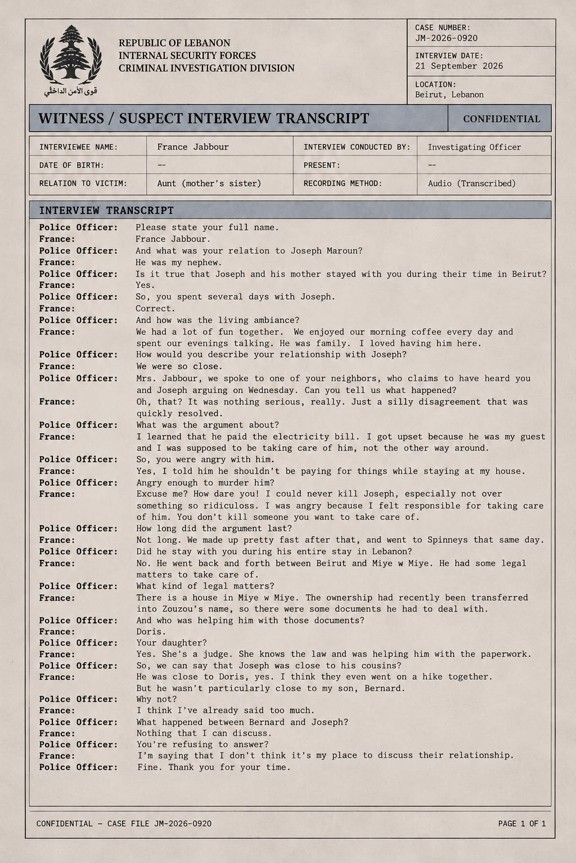 REPUBLIC OF LEBANON
INTERNAL SECURITY FORCES
CRIMINAL INVESTIGATION DIVISION
قوى الأمن الداخلي
CASE NUMBER:
JM-2026-0920
INTERVIEW DATE:
21 September 2026
LOCATION:
Beirut, Lebanon
WITNESS / SUSPECT INTERVIEW TRANSCRIPT
CONFIDENTIAL
INTERVIEWEE NAME: France Jabbour INTERVIEW CONDUCTED BY: Investigating Officer
DATE OF BIRTH: -- PRESENT: --
RELATION TO VICTIM: Aunt (mother's sister) RECORDING METHOD: Audio (Transcribed)
INTERVIEW TRANSCRIPT
Police Officer: Please state your full name.
France: France Jabbour.
Police Officer: And what was your relation to Joseph Maroun?
France: He was my nephew.
Police Officer: Is it true that Joseph and his mother stayed with you during their time in Beirut?
France: Yes.
Police Officer: So, you spent several days with Joseph.
France: Correct.
Police Officer: And how was the living ambiance?
France: We had a lot of fun together. We enjoyed our morning coffee every day and
spent our evenings talking. He was family. I loved having him here.
Police Officer: How would you describe your relationship with Joseph?
France: We were so close.
Police Officer: Mrs. Jabbour, we spoke to one of your neighbors, who claims to have heard you
and Joseph arguing on Wednesday. Can you tell us what happened?
France: Oh, that? It was nothing serious, really. Just a silly disagreement that was
quickly resolved.
Police Officer: What was the argument about?
France: I learned that he paid the electricity bill. I got upset because he was my guest
and I was supposed to be taking care of him, not the other way around.
Police Officer: So, you were angry with him.
France: Yes, I told him he shouldn't be paying for things while staying at my house.
Police Officer: Angry enough to murder him?
France: Excuse me? How dare you! I could never kill Joseph, especially not over
something so ridiculoss. I was angry because I felt responsible for taking care
of him. You don't kill someone you want to take care of.
Police Officer: How long did the argument last?
France: Not long. We made up pretty fast after that, and went to Spinneys that same day.
Police Officer: Did he stay with you during his entire stay in Lebanon?
France: No. He went back and forth between Beirut and Miye w Miye. He had some legal
matters to take care of.
Police Officer: What kind of legal matters?
France: There is a house in Miye w Miye. The ownership had recently been transferred
into Zouzou's name, so there were some documents he had to deal with.
Police Officer: And who was helping him with those documents?
France: Doris.
Police Officer: Your daughter?
France: Yes. She's a judge. She knows the law and was helping him with the paperwork.
Police Officer: So, we can say that Joseph was close to his cousins?
France: He was close to Doris, yes. I think they even went on a hike together.
But he wasn't particularly close to my son, Bernard.
Police Officer: Why not?
France: I think I've already said too much.
Police Officer: What happened between Bernard and Joseph?
France: Nothing that I can discuss.
Police Officer: You're refusing to answer?
France: I'm saying that I don't think it's my place to discuss their relationship.
Police Officer: Fine. Thank you for your time.
CONFIDENTIAL – CASE FILE JM-2026-0920
PAGE 1 OF 1